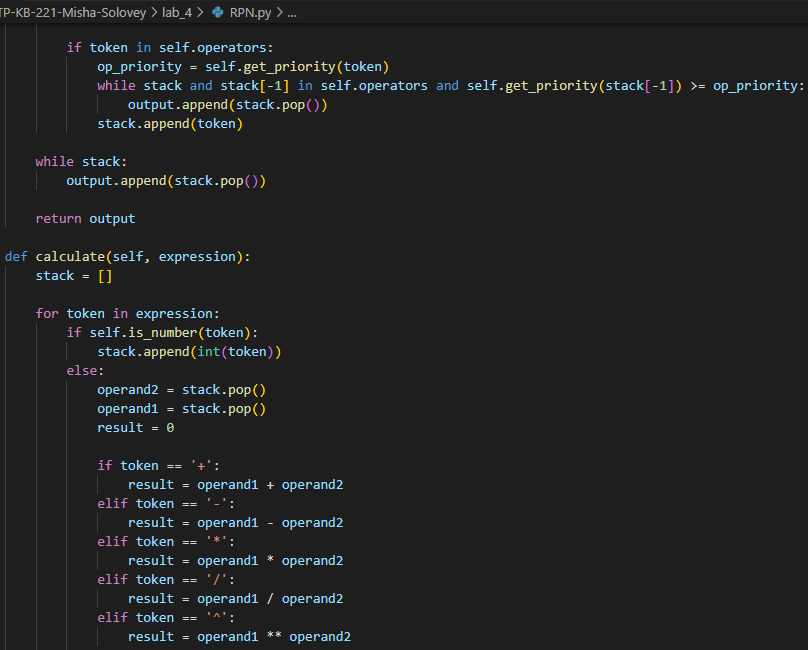 TP-KB-221-Misha-Solovey > lab_4 > RPN.py > ...
if token in self.operators:
op_priority = self.get_priority(token)
while stack and stack[-1] in self.operators and self.get_priority(stack[-1]) >= op_priority:
output.append(stack.pop())
stack.append(token)
while stack:
output.append(stack.pop())
return output
def calculate(self, expression):
stack = []
for token in expression:
if self.is_number(token):
stack.append(int(token))
else:
operand2 = stack.pop()
operand1 = stack.pop()
result = 0
if token == '+':
result = operand1 + operand2
elif token == '-':
result = operand1 - operand2
elif token == '*':
result = operand1 * operand2
elif token == '/':
result = operand1 / operand2
elif token == '^':
result = operand1 ** operand2